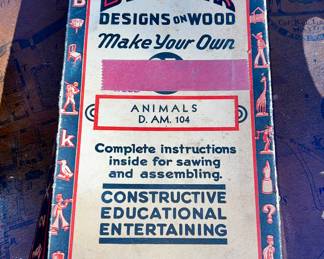 DESIGNS ON WOOD
Make Your Own
ANIMALS
D. AM. 104
Complete instructions
inside for sawing
and assembling.
CONSTRUCTIVE
EDUCATIONAL
ENTERTAINING
B
k
?